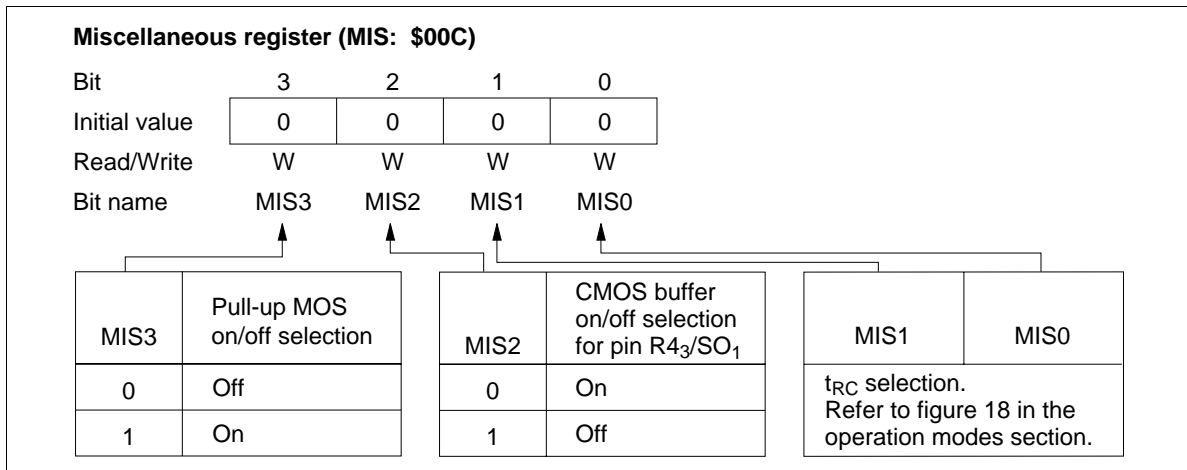 Miscellaneous register (MIS: $00C)
Bit 3 2 1 0
Initial value 0 0 0 0
Read/Write W W W W
Bit name MIS3 MIS2 MIS1 MIS0
MIS3
Pull-up MOS
on/off selection
0 Off
1 On
MIS2
CMOS buffer
on/off selection
for pin R4₃/SO₁
0 On
1 Off
MIS1 MIS0
tRC selection.
Refer to figure 18 in the
operation modes section.